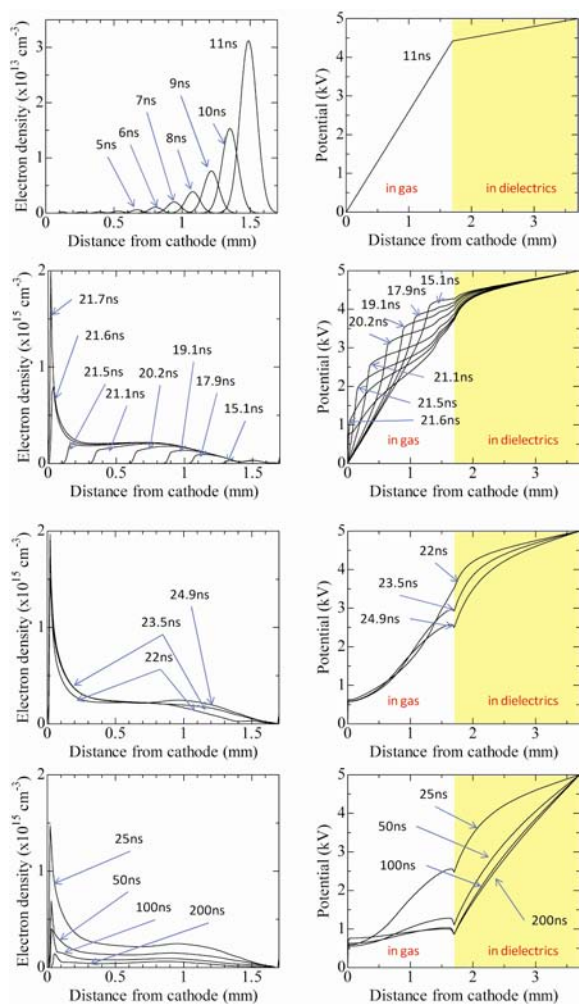 Electron density (x10^13 cm-3)
3
2
1
0
0 0.5 1.0 1.5
Distance from cathode (mm)
5ns
6ns
7ns
8ns
9ns
10ns
11ns
Potential (kV)
5
4
3
2
1
0
0 1 2 3
Distance from cathode (mm)
11ns
in gas
in dielectrics
Electron density (x10^15 cm-3)
2
1
0
0 0.5 1.0 1.5
Distance from cathode (mm)
21.7ns
21.6ns
21.5ns
21.1ns
20.2ns
19.1ns
17.9ns
15.1ns
Potential (kV)
5
4
3
2
1
0
0 1 2 3
Distance from cathode (mm)
15.1ns
17.9ns
19.1ns
20.2ns
21.1ns
21.5ns
21.6ns
in gas
in dielectrics
Electron density (x10^15 cm-3)
2
1
0
0 0.5 1.0 1.5
Distance from cathode (mm)
24.9ns
23.5ns
22ns
Potential (kV)
5
4
3
2
1
0
0 1 2 3
Distance from cathode (mm)
22ns
23.5ns
24.9ns
in gas
in dielectrics
Electron density (x10^15 cm-3)
2
1
0
0 0.5 1.0 1.5
Distance from cathode (mm)
25ns
50ns
100ns
200ns
Potential (kV)
5
4
3
2
1
0
0 1 2 3
Distance from cathode (mm)
25ns
50ns
100ns
200ns
in gas
in dielectrics